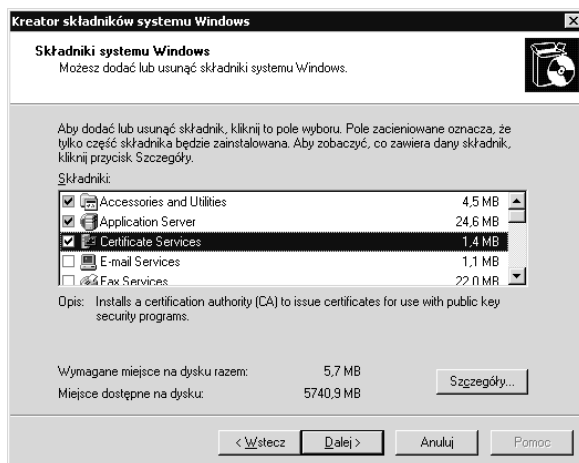 Kreator składników systemu Windows
Składniki systemu Windows
Możesz dodać lub usunąć składniki systemu Windows.
Aby dodać lub usunąć składnik, kliknij to pole wyboru. Pole zacieniowane oznacza, że
tylko część składnika będzie zainstalowana. Aby zobaczyć, co zawiera dany składnik,
kliknij przycisk Szczegóły.
Składniki:
Accessories and Utilities 4,5 MB
Application Server 24,6 MB
Certificate Services 1,4 MB
E-mail Services 1,1 MB
Fax Services 22,0 MB
Opis: Installs a certification authority (CA) to issue certificates for use with public key
security programs.
Wymagane miejsce na dysku razem: 5,7 MB
Miejsce dostępne na dysku: 5740,9 MB
Szczegóły...
< Wstecz Dalej > Anuluj Pomoc